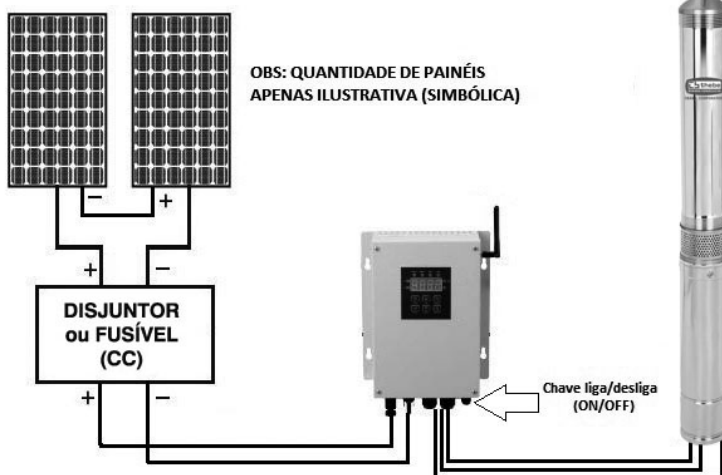 OBS: QUANTIDADE DE PAINÉIS
APENAS ILUSTRATIVA (SIMBÓLICA)
− +
+ −
DISJUNTOR
ou FUSÍVEL
(CC)
+ −
Chave liga/desliga
(ON/OFF)